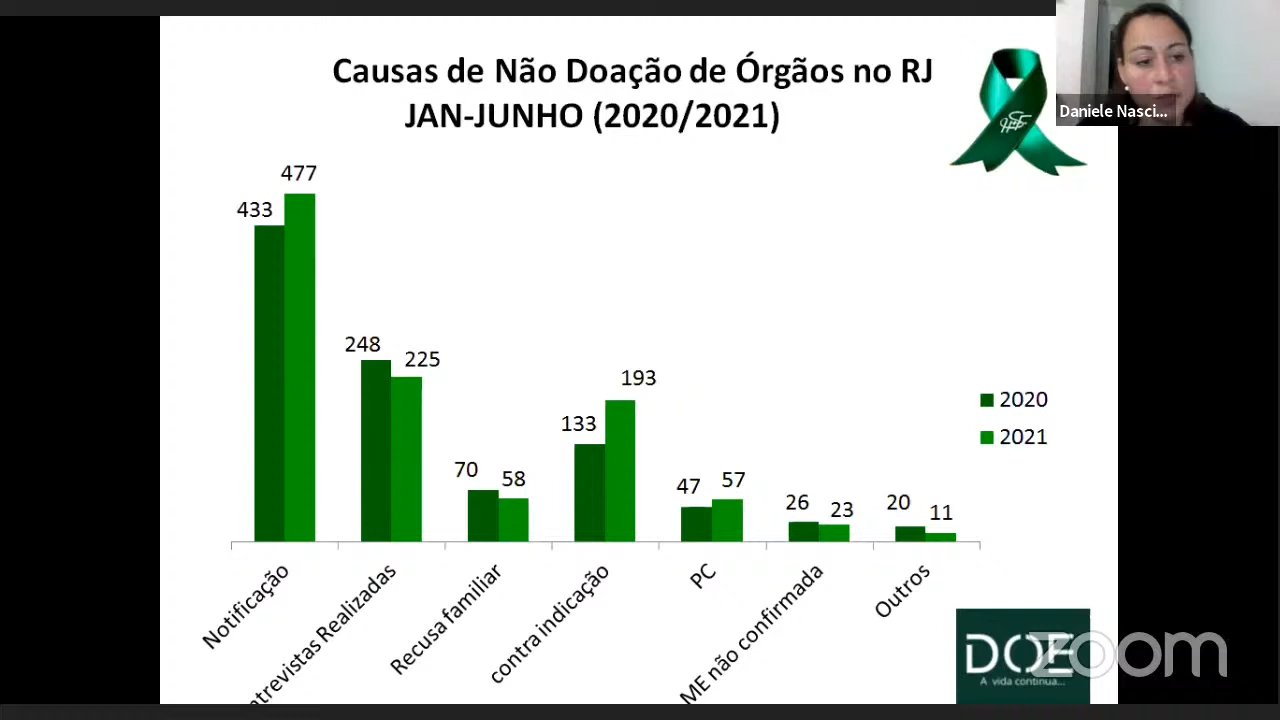 Causas de Não Doação de Órgãos no RJ
JAN-JUNHO (2020/2021)
Daniele Nasci...
477
433
248
225
70
58
133
193
47
57
26
23
20
11
2020
2021
Notificação
Realizadas
Recusa familiar
contra indicação
PC
ME não confirmada
Outros
DOE
A vida continua...
zoom